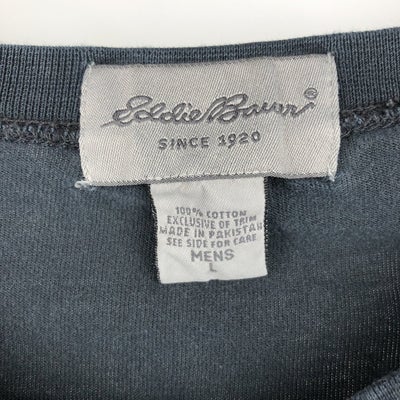 Eddie Bauer®
SINCE 1920
100% COTTON
EXCLUSIVE OF TRIM
MADE IN PAKISTAN
SEE SIDE FOR CARE
MENS
L